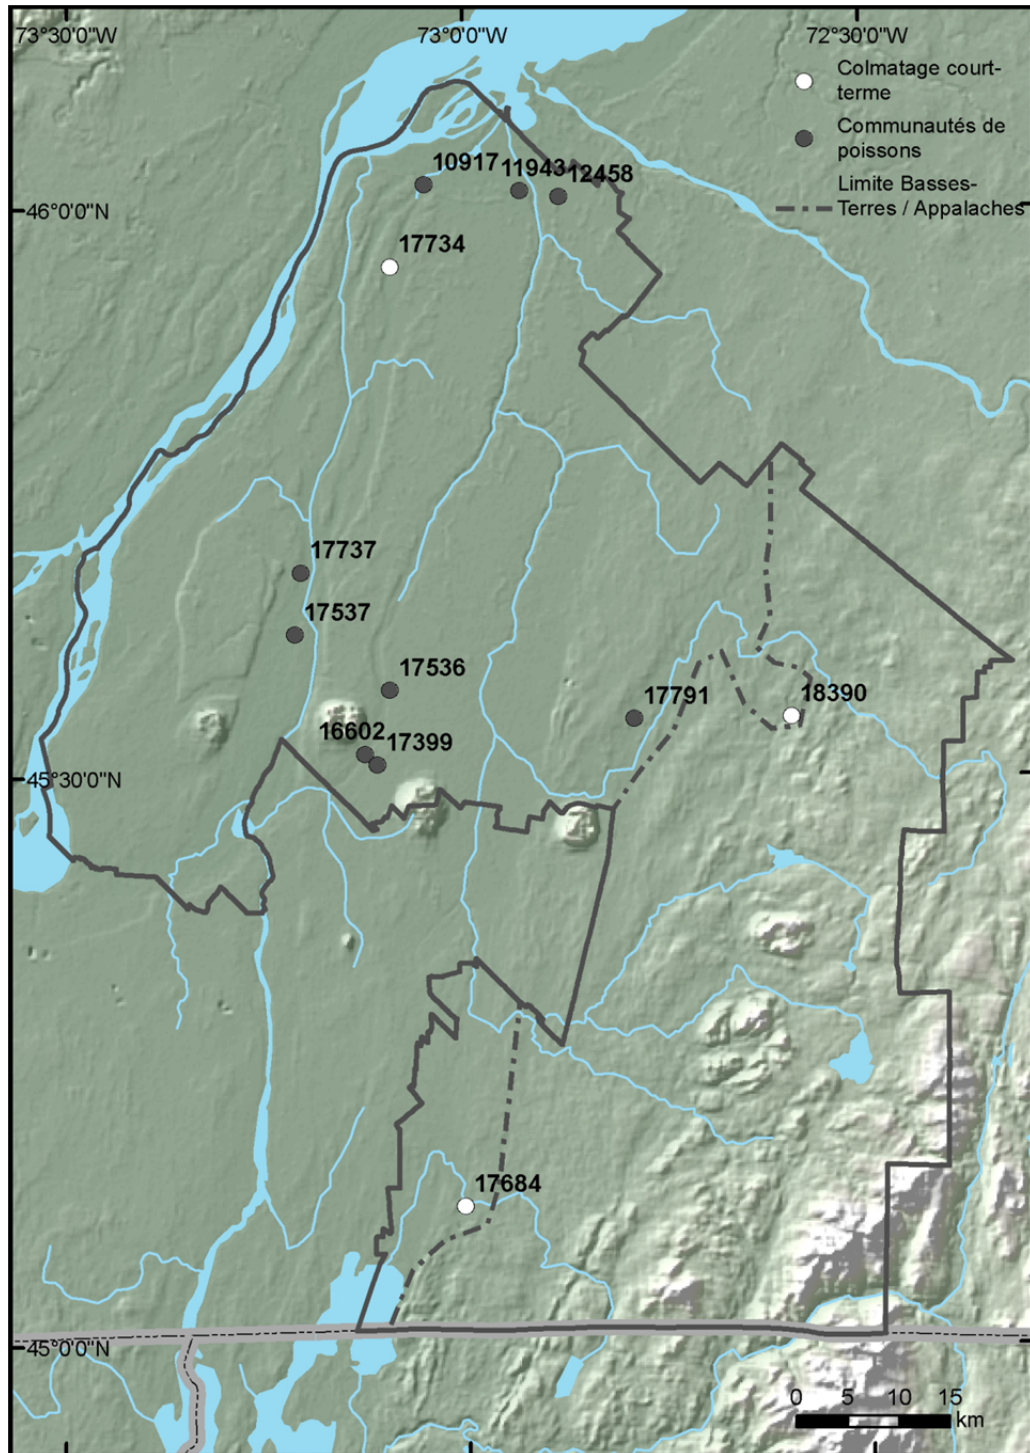 73°30'0"W
73°0'0"W
72°30'0"W
Colmatage court-
terme
Communautés de
poissons
Limite Basses-
Terres / Appalaches
10917
11943
12458
46°0'0"N
17734
17737
17537
17536
17791
18390
16602
17399
45°30'0"N
17684
45°0'0"N
0 5 10 15
km